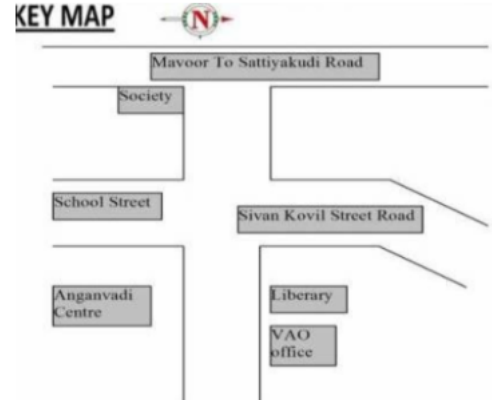 KEY MAP
N
Mavoor To Sattiyakudi Road
Society
School Street
Sivan Kovil Street Road
Anganvadi
Centre
Liberary
VAO
office